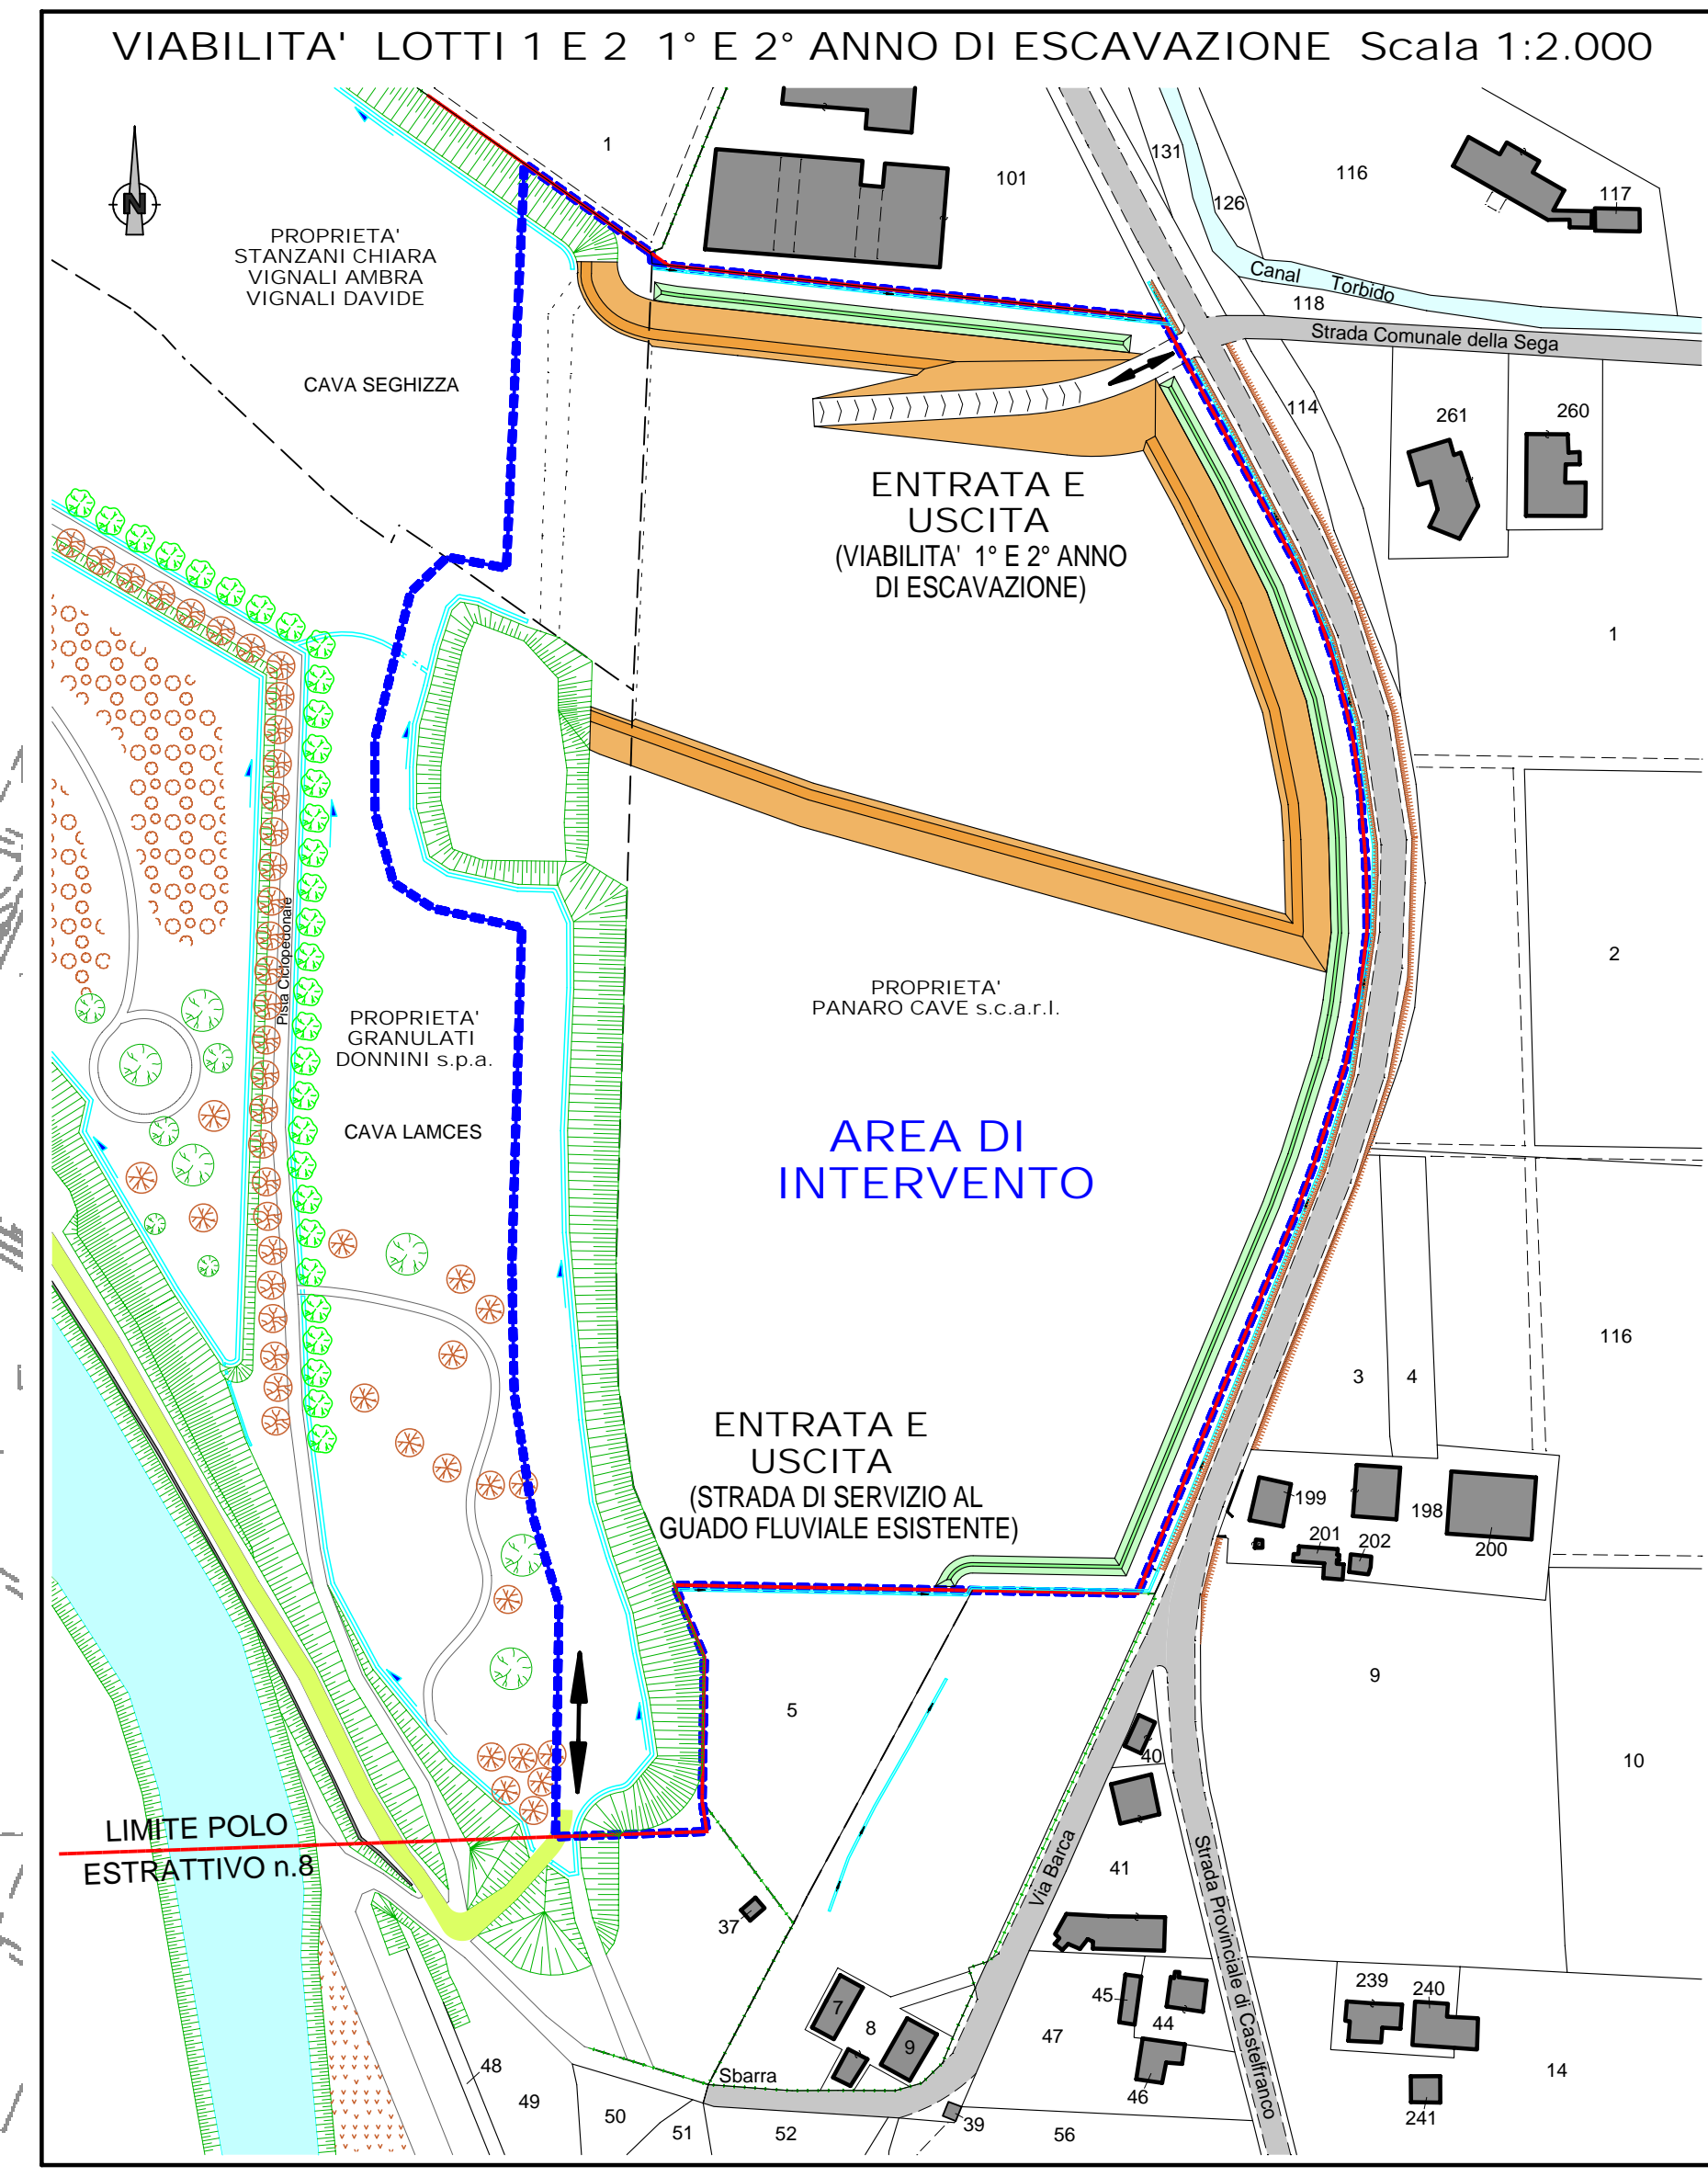 VIABILITA' LOTTI 1 E 2 1° E 2° ANNO DI ESCAVAZIONE Scala 1:2.000
1
101
131
116
126
117
N
PROPRIETA'
STANZANI CHIARA
VIGNALI AMBRA
VIGNALI DAVIDE
Canal Torbido
118
Strada Comunale della Sega
CAVA SEGHIZZA
114
261
260
ENTRATA E
USCITA
(VIABILITA' 1° E 2° ANNO
DI ESCAVAZIONE)
1
2
Pista Ciclopedonale
PROPRIETA'
PANARO CAVE s.c.a.r.l.
PROPRIETA'
GRANULATI
DONNINI s.p.a.
CAVA LAMCES
AREA DI
INTERVENTO
116
3
4
ENTRATA E
USCITA
(STRADA DI SERVIZIO AL
GUADO FLUVIALE ESISTENTE)
199
198
201
202
200
9
5
10
40
LIMITE POLO
ESTRATTIVO n.8
Via Barca
41
Strada Provinciale di Castelfranco
37
7
8
9
45
44
47
46
239
240
14
241
48
49
50
51
Sbarra
52
39
56